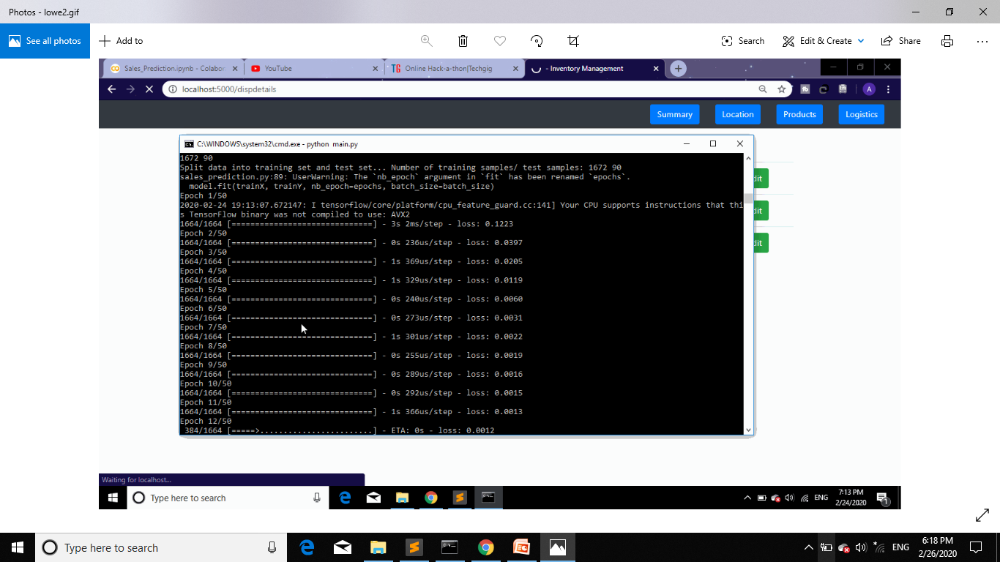 Photos - lowe2.gif
See all photos
Add to
Search
Edit & Create
Share
Sales_Prediction.ipynb - Colabor
YouTube
TG Online Hack-a-thon|Techgig
- Inventory Management
localhost:5000/dispdetails
A
Summary
Location
Products
Logistics
C:\WINDOWS\system32\cmd.exe - python  main.py
1672 90
Split data into training set and test set... Number of training samples/ test samples: 1672 90
sales_prediction.py:89: UserWarning: The `nb_epoch` argument in `fit` has been renamed `epochs`.
  model.fit(trainX, trainY, nb_epoch=epochs, batch_size=batch_size)
Epoch 1/50
2020-02-24 19:13:07.672147: I tensorflow/core/platform/cpu_feature_guard.cc:141] Your CPU supports instructions that thi
s TensorFlow binary was not compiled to use: AVX2
1664/1664 [==============================] - 3s 2ms/step - loss: 0.1223
Epoch 2/50
1664/1664 [==============================] - 0s 236us/step - loss: 0.0397
Epoch 3/50
1664/1664 [==============================] - 1s 369us/step - loss: 0.0205
Epoch 4/50
1664/1664 [==============================] - 1s 329us/step - loss: 0.0119
Epoch 5/50
1664/1664 [==============================] - 0s 240us/step - loss: 0.0060
Epoch 6/50
1664/1664 [==============================] - 0s 273us/step - loss: 0.0031
Epoch 7/50
1664/1664 [==============================] - 1s 301us/step - loss: 0.0022
Epoch 8/50
1664/1664 [==============================] - 0s 255us/step - loss: 0.0019
Epoch 9/50
1664/1664 [==============================] - 0s 289us/step - loss: 0.0016
Epoch 10/50
1664/1664 [==============================] - 0s 292us/step - loss: 0.0015
Epoch 11/50
1664/1664 [==============================] - 1s 366us/step - loss: 0.0013
Epoch 12/50
 384/1664 [=====>........................] - ETA: 0s - loss: 0.0012
dit
dit
dit
Waiting for localhost...
Type here to search
ENG
7:13 PM
2/24/2020
1
Type here to search
ENG
6:18 PM
2/26/2020